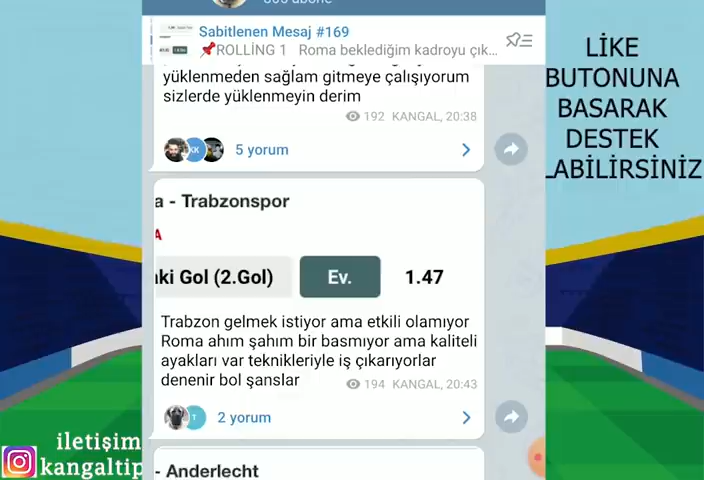 Sabitlenen Mesaj #169
📌ROLLİNG 1 Roma beklediğim kadroyu çık...
yüklenmeden sağlam gitmeye çalışıyorum
sizlerde yüklenmeyin derim
192 KANGAL, 20:38
KK
5 yorum
a - Trabzonspor
A
ıki Gol (2.Gol)
Ev.
1.47
Trabzon gelmek istiyor ama etkili olamıyor
Roma ahım şahım bir basmıyor ama kaliteli
ayakları var teknikleriyle iş çıkarıyorlar
denenir bol şanslar
194 KANGAL, 20:43
T
2 yorum
- Anderlecht
LİKE
BUTONUNA
BASARAK
DESTEK
LABİLİRSİNİZ
iletişim
kangaltip